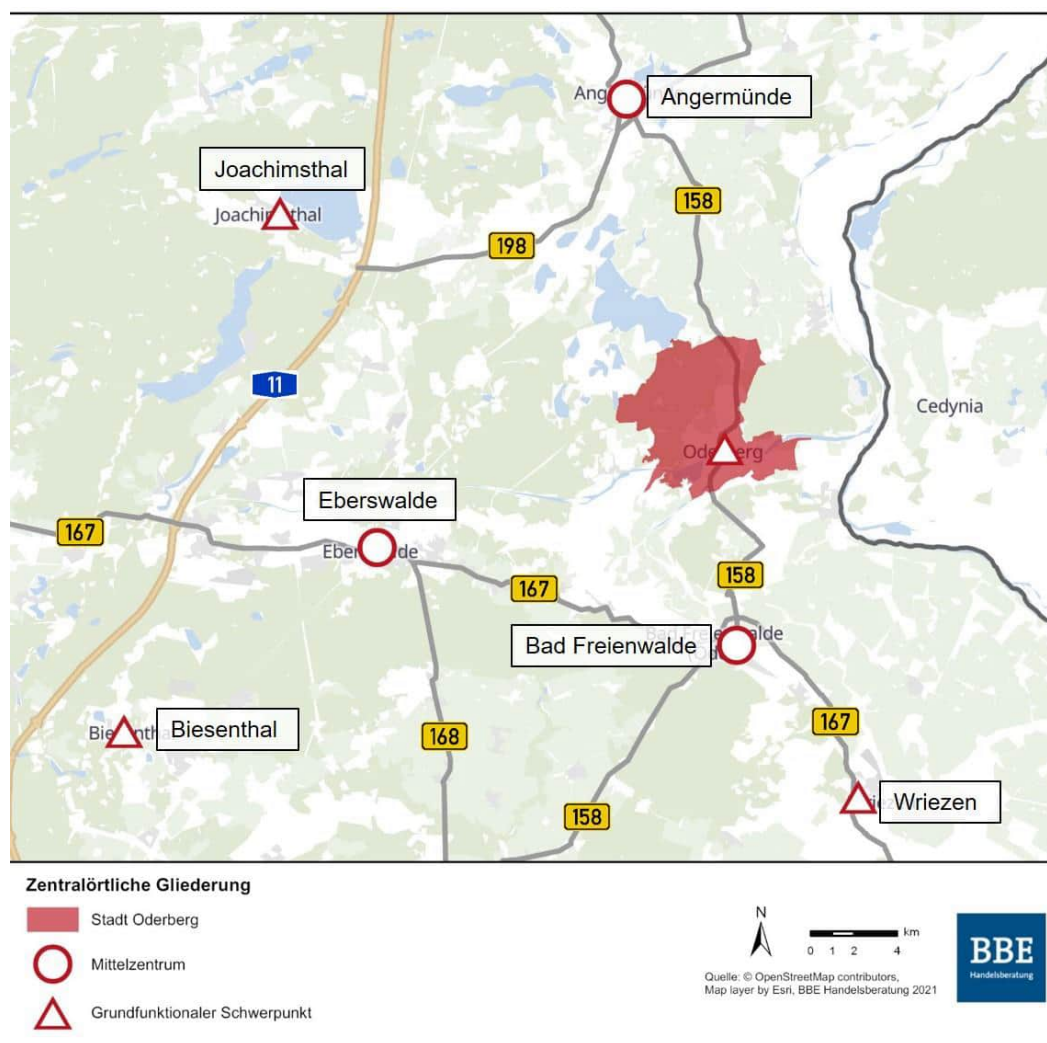 Angermünde
Joachimsthal
158
198
11
Cedynia
Eberswalde
167
167
158
Bad Freienwalde
Biesenthal
168
167
158
Wriezen
Zentralörtliche Gliederung
Stadt Oderberg
Mittelzentrum
Grundfunktionaler Schwerpunkt
N
km
0 1 2 4
Quelle: © OpenStreetMap contributors,
Map layer by Esri, BBE Handelsberatung 2021
BBE
Handelsberatung